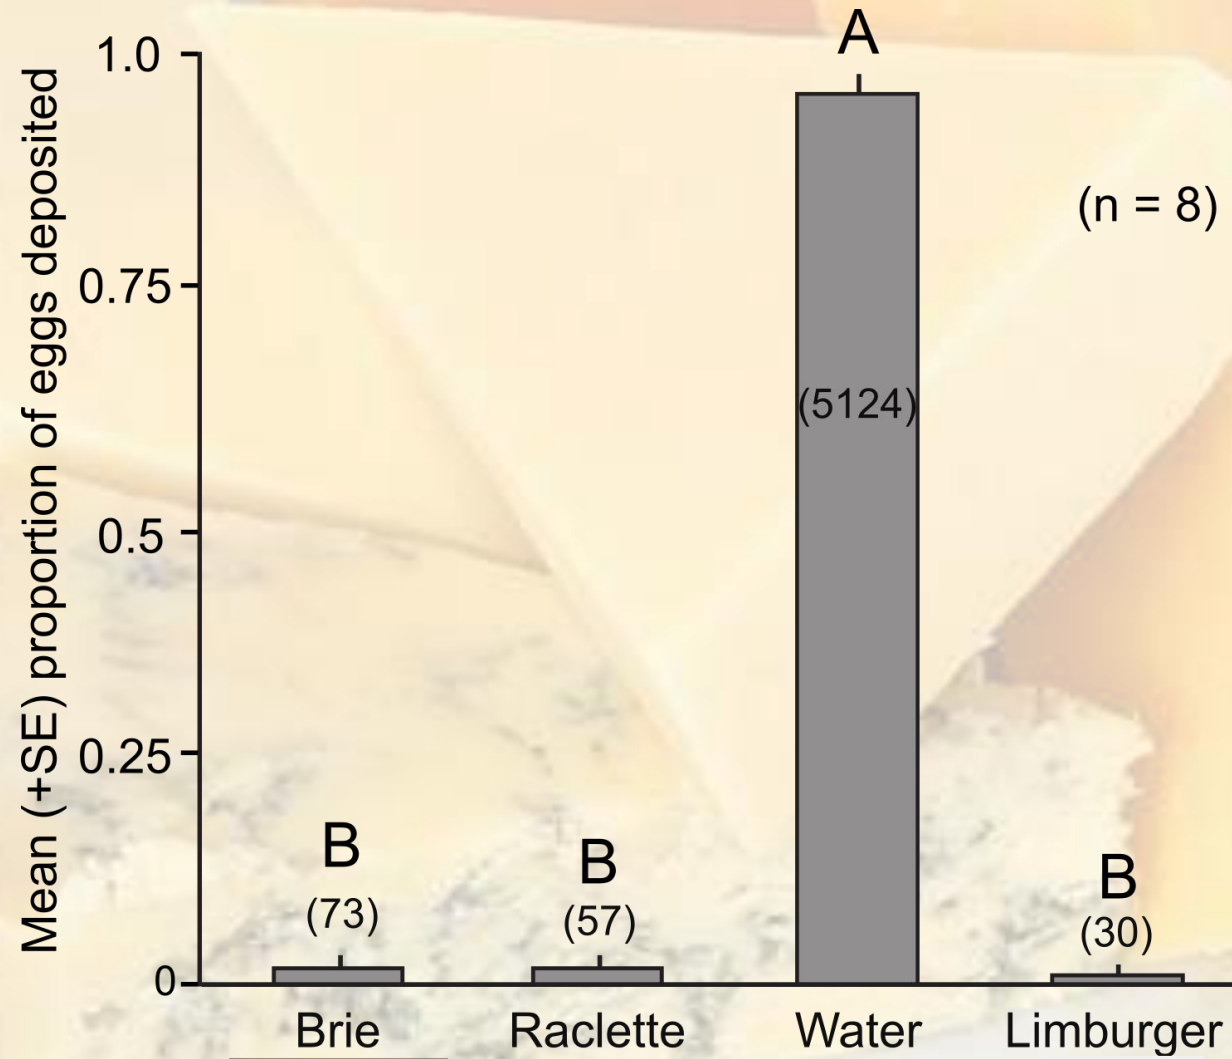 Mean (+SE) proportion of eggs deposited
1.0
0.75
0.5
0.25
0
A
(n = 8)
(5124)
B
(73)
B
(57)
B
(30)
Brie
Raclette
Water
Limburger